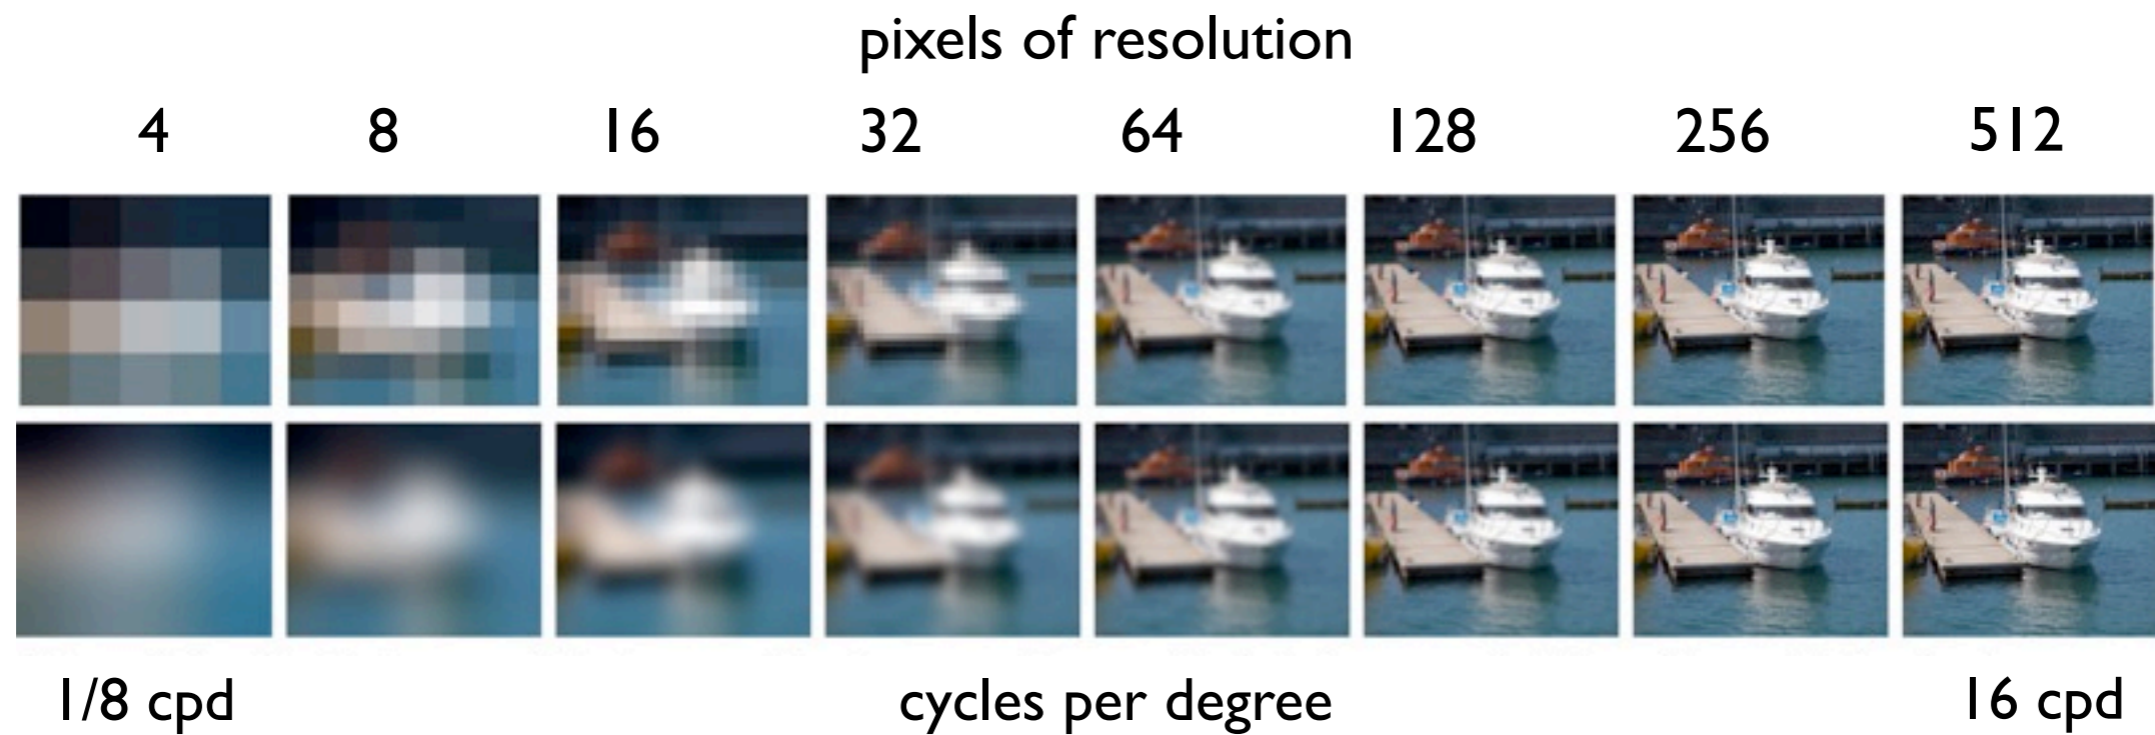 pixels of resolution
4 8 16 32 64 128 256 512
1/8 cpd cycles per degree 16 cpd